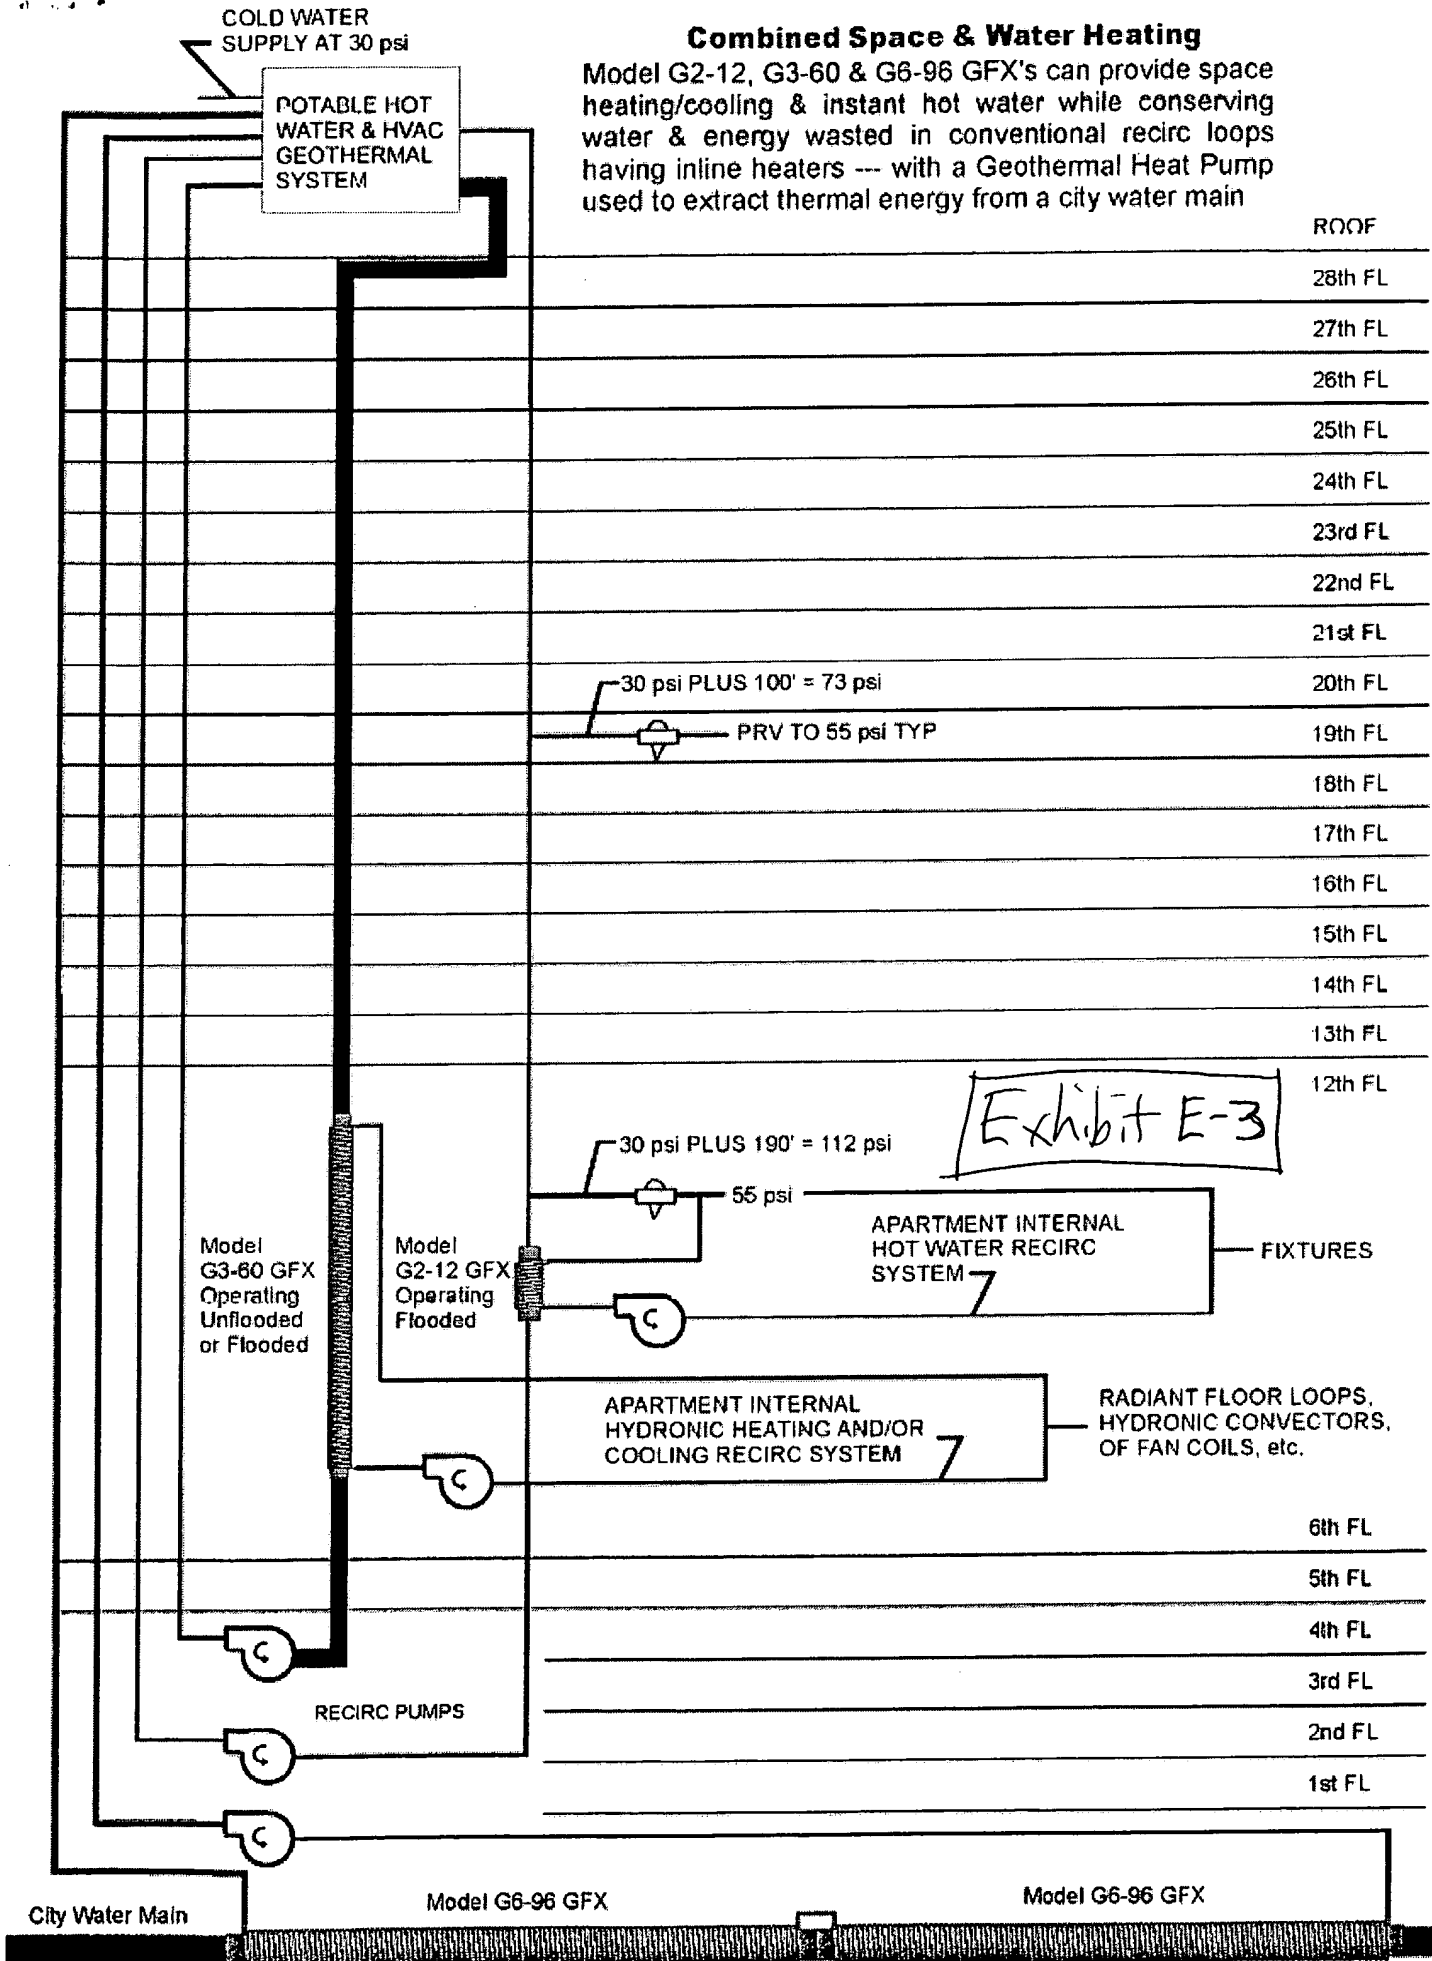 COLD WATER
SUPPLY AT 30 psi
Combined Space & Water Heating
Model G2-12, G3-60 & G6-96 GFX's can provide space
heating/cooling & instant hot water while conserving
water & energy wasted in conventional recirc loops
having inline heaters --- with a Geothermal Heat Pump
used to extract thermal energy from a city water main
POTABLE HOT
WATER & HVAC
GEOTHERMAL
SYSTEM
ROOF
28th FL
27th FL
26th FL
25th FL
24th FL
23rd FL
22nd FL
21st FL
30 psi PLUS 100' = 73 psi
20th FL
PRV TO 55 psi TYP
19th FL
18th FL
17th FL
16th FL
15th FL
14th FL
13th FL
12th FL
Exhibit E-3
30 psi PLUS 190' = 112 psi
55 psi
APARTMENT INTERNAL
HOT WATER RECIRC
SYSTEM
FIXTURES
Model
G3-60 GFX
Operating
Unflooded
or Flooded
Model
G2-12 GFX
Operating
Flooded
APARTMENT INTERNAL
HYDRONIC HEATING AND/OR
COOLING RECIRC SYSTEM
RADIANT FLOOR LOOPS,
HYDRONIC CONVECTORS,
OF FAN COILS, etc.
6th FL
5th FL
4th FL
3rd FL
RECIRC PUMPS
2nd FL
1st FL
City Water Main
Model G6-96 GFX
Model G6-96 GFX